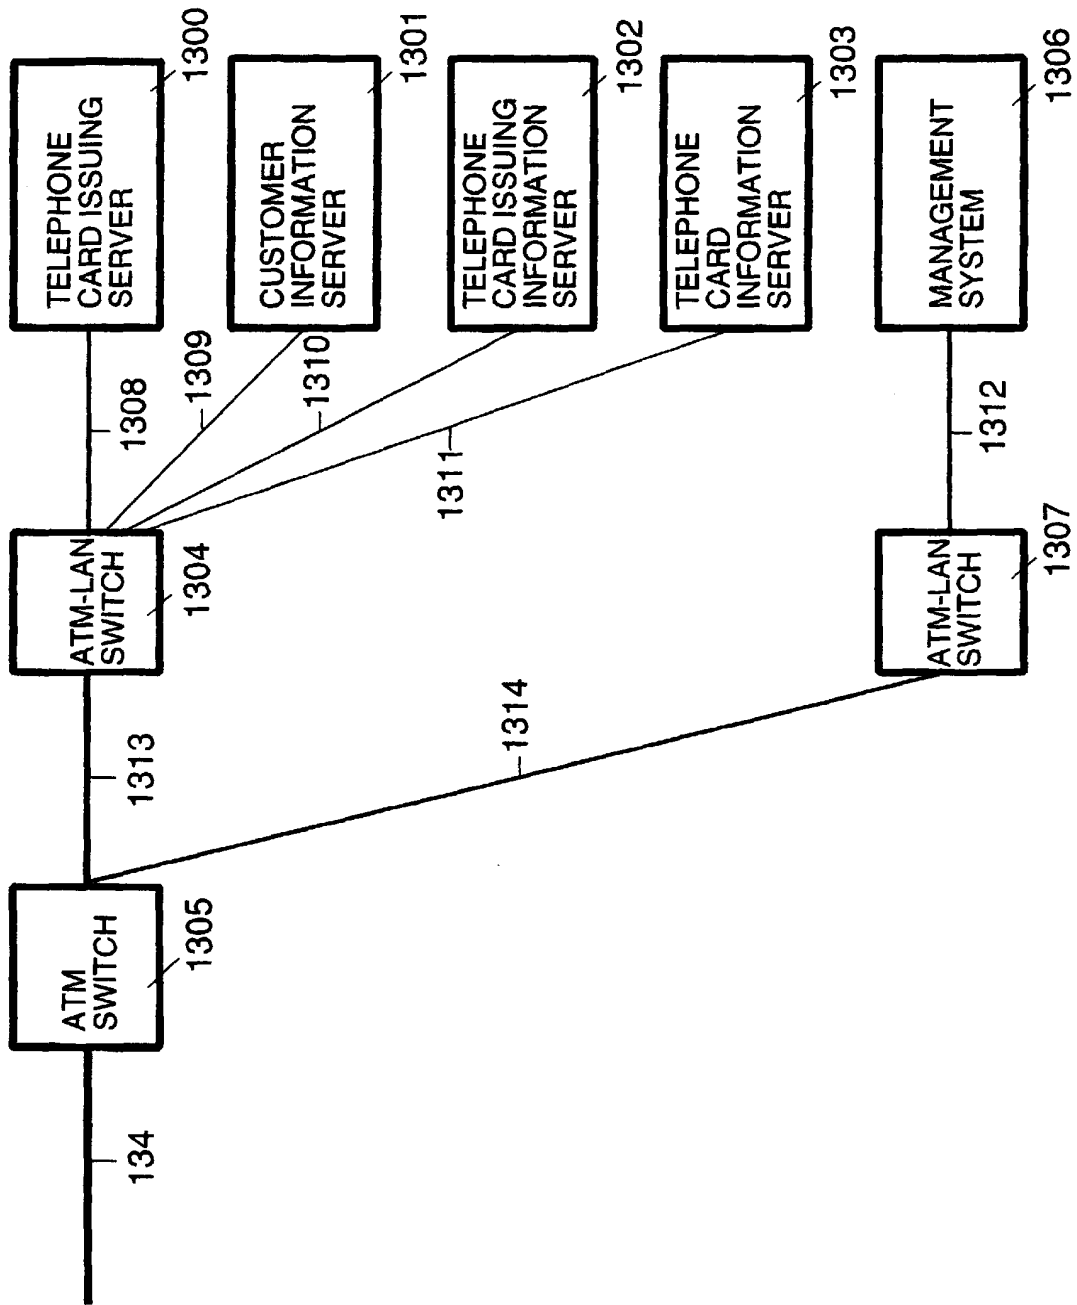 TELEPHONE
CARD ISSUING
SERVER
1300
CUSTOMER
INFORMATION
SERVER
1301
TELEPHONE
CARD ISSUING
INFORMATION
SERVER
1302
TELEPHONE
CARD
INFORMATION
SERVER
1303
MANAGEMENT
SYSTEM
1306
1308
1309
1310
1311
1312
ATM-LAN
SWITCH
1304
ATM-LAN
SWITCH
1307
1313
1314
ATM
SWITCH
1305
134